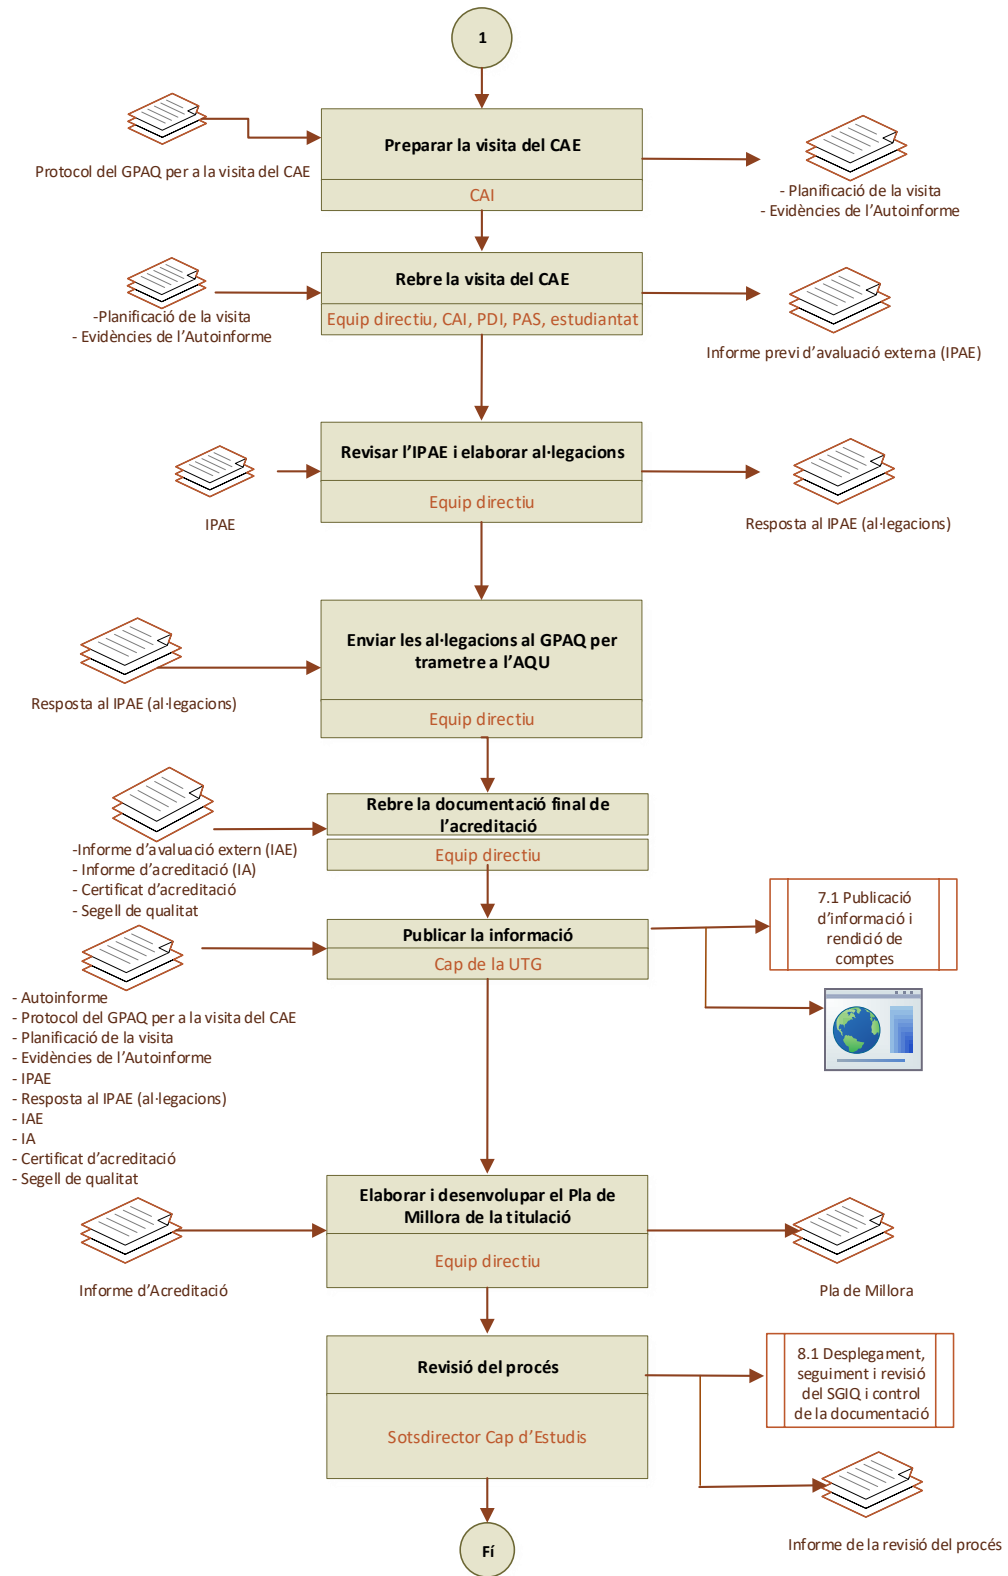 1
Protocol del GPAQ per a la visita del CAE
Preparar la visita del CAE
CAI
- Planificació de la visita
- Evidències de l'Autoinforme
-Planificació de la visita
- Evidències de l'Autoinforme
Rebre la visita del CAE
Equip directiu, CAI, PDI, PAS, estudiantat
Informe previ d'avaluació externa (IPAE)
IPAE
Revisar l'IPAE i elaborar al·legacions
Equip directiu
Resposta al IPAE (al·legacions)
Resposta al IPAE (al·legacions)
Enviar les al·legacions al GPAQ per
trametre a l'AQU
Equip directiu
-Informe d'avaluació extern (IAE)
- Informe d'acreditació (IA)
- Certificat d'acreditació
- Segell de qualitat
Rebre la documentació final de
l'acreditació
Equip directiu
Publicar la informació
Cap de la UTG
7.1 Publicació
d'informació i
rendició de
comptes
- Autoinforme
- Protocol del GPAQ per a la visita del CAE
- Planificació de la visita
- Evidències de l'Autoinforme
- IPAE
- Resposta al IPAE (al·legacions)
- IAE
- IA
- Certificat d'acreditació
- Segell de qualitat
Informe d'Acreditació
Elaborar i desenvolupar el Pla de
Millora de la titulació
Equip directiu
Pla de Millora
Revisió del procés
Sotsdirector Cap d'Estudis
8.1 Desplegament,
seguiment i revisió
del SGIQ i control
de la documentació
Informe de la revisió del procés
Fí